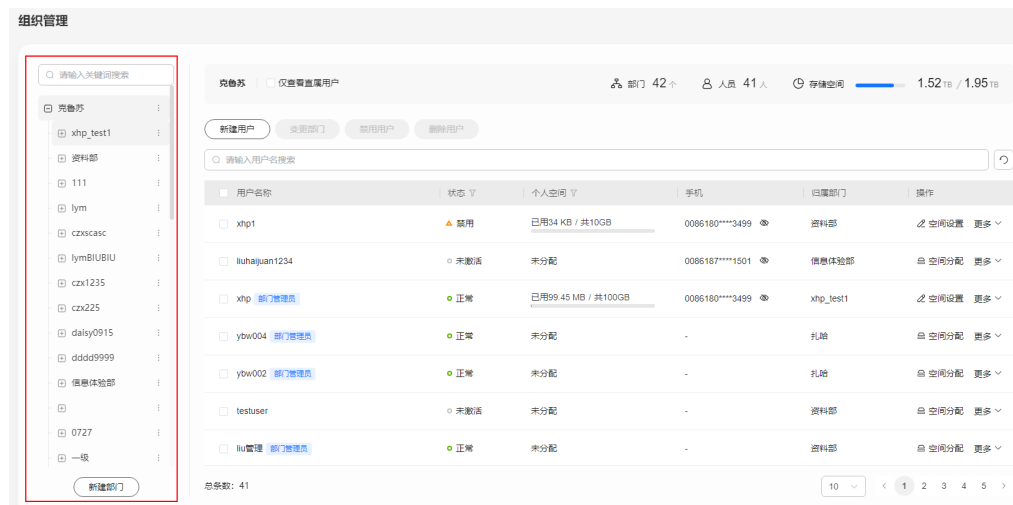 组织管理
请输入关键词搜索
克鲁苏
xhp_test1
资料部
111
lym
czxscasc
lymBIUBIU
czx1235
czx225
daisy0915
dddd9999
信息体验部
0727
一级
新建部门
克鲁苏 仅查看直属用户 部门 42个 人员 41人 存储空间 1.52TB / 1.95TB
新建用户 变更部门 禁用用户 删除用户
请输入用户名搜索
用户名称 状态 个人空间 手机 归属部门 操作
xhp1 禁用 已用34 KB / 共10GB 0086180****3499 资料部 空间设置 更多
liuhaijuan1234 未激活 未分配 0086187****1501 信息体验部 空间分配 更多
xhp 部门管理员 正常 已用99.45 MB / 共100GB 0086180****3499 xhp_test1 空间设置 更多
ybw004 部门管理员 正常 未分配 - 扎哈 空间分配 更多
ybw002 部门管理员 正常 未分配 - 扎哈 空间分配 更多
testuser 未激活 未分配 - 资料部 空间分配 更多
liu管理 部门管理员 正常 未分配 - 资料部 空间分配 更多
总条数: 41 10 < 1 2 3 4 5 >